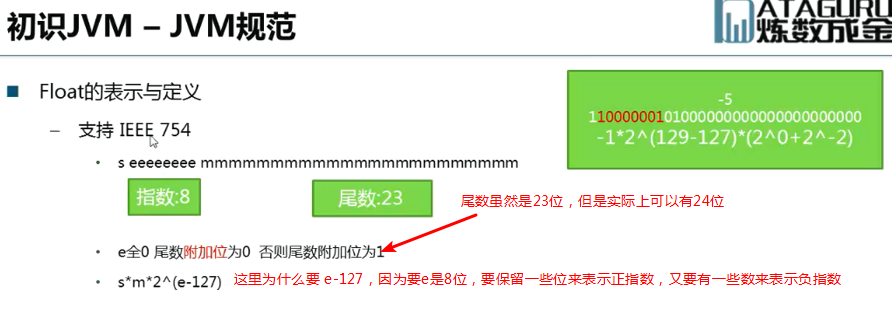 初识JVM – JVM规范
ATAGURU
炼数成金
Float的表示与定义
– 支持 IEEE 754
• s eeeeeeee mmmmmmmmmmmmmmmmmmmmmmm
指数:8
尾数:23
• e全0 尾数附加位为0 否则尾数附加位为1
• s*m*2^(e-127)
-5
11000000101000000000000000000000
-1*2^(129-127)*(2^0+2^-2)
尾数虽然是23位，但是实际上可以有24位
这里为什么要 e-127，因为要e是8位，要保留一些位来表示正指数，又要有一些数来表示负指数